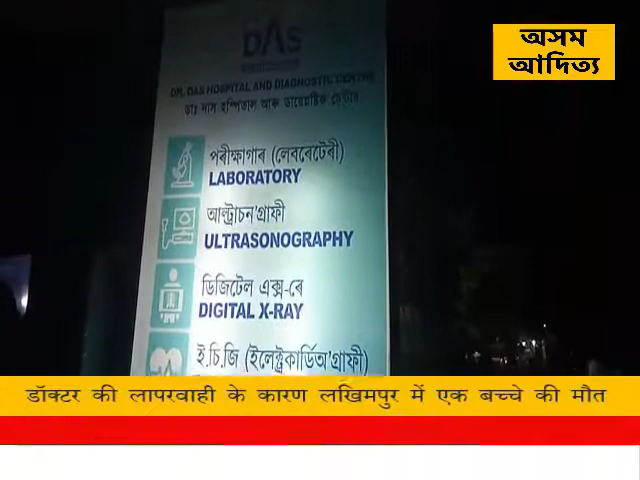 অসম
আদিত্য
DAS
DR. DAS HOSPITAL AND DIAGNOSTIC CENTRE
ডাঃ দাস হস্পিতাল আৰু ডায়েগ্নষ্টিক চেন্টাৰ
পৰীক্ষাগাৰ (লেবৰেটৰী)
LABORATORY
আল্ট্ৰাচন'গ্ৰাফী
ULTRASONOGRAPHY
ডিজিটেল এক্স-ৰে
DIGITAL X-RAY
ই.চি.জি (ইলেক্ট্ৰকাৰ্ডিঅ'গ্ৰাফী)
डॉक्टर की लापरवाही के कारण लखिमपुर में एक बच्चे की मौत